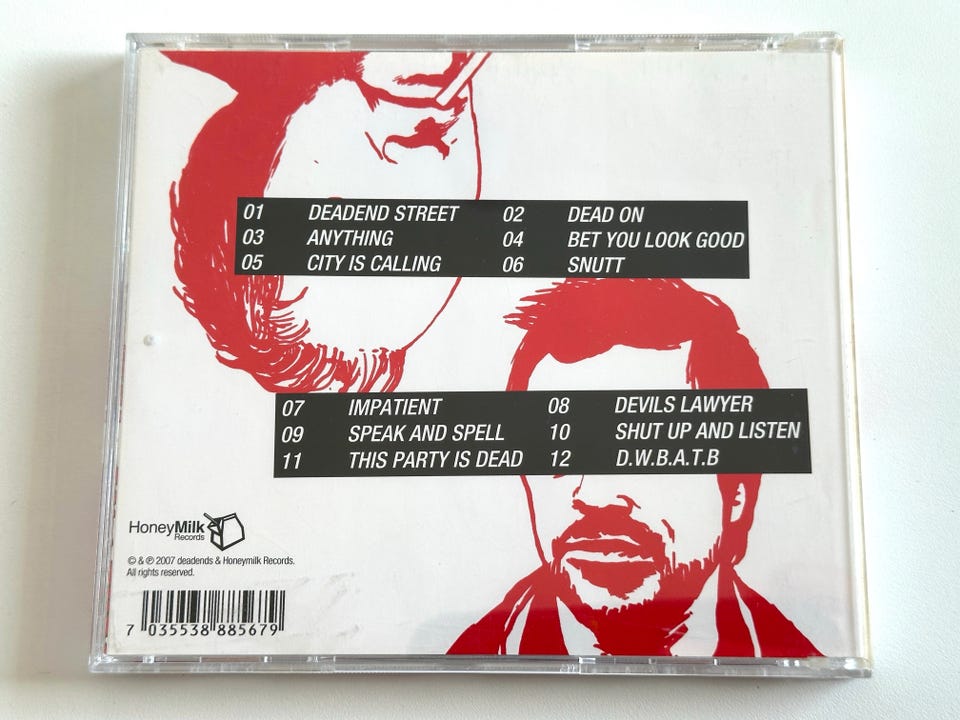 01 DEADEND STREET 02 DEAD ON
03 ANYTHING 04 BET YOU LOOK GOOD
05 CITY IS CALLING 06 SNUTT
07 IMPATIENT 08 DEVILS LAWYER
09 SPEAK AND SPELL 10 SHUT UP AND LISTEN
11 THIS PARTY IS DEAD 12 D.W.B.A.T.B
HoneyMilk
Records
© & ℗ 2007 deadends & Honeymilk Records.
All rights reserved.
7 035538 885679